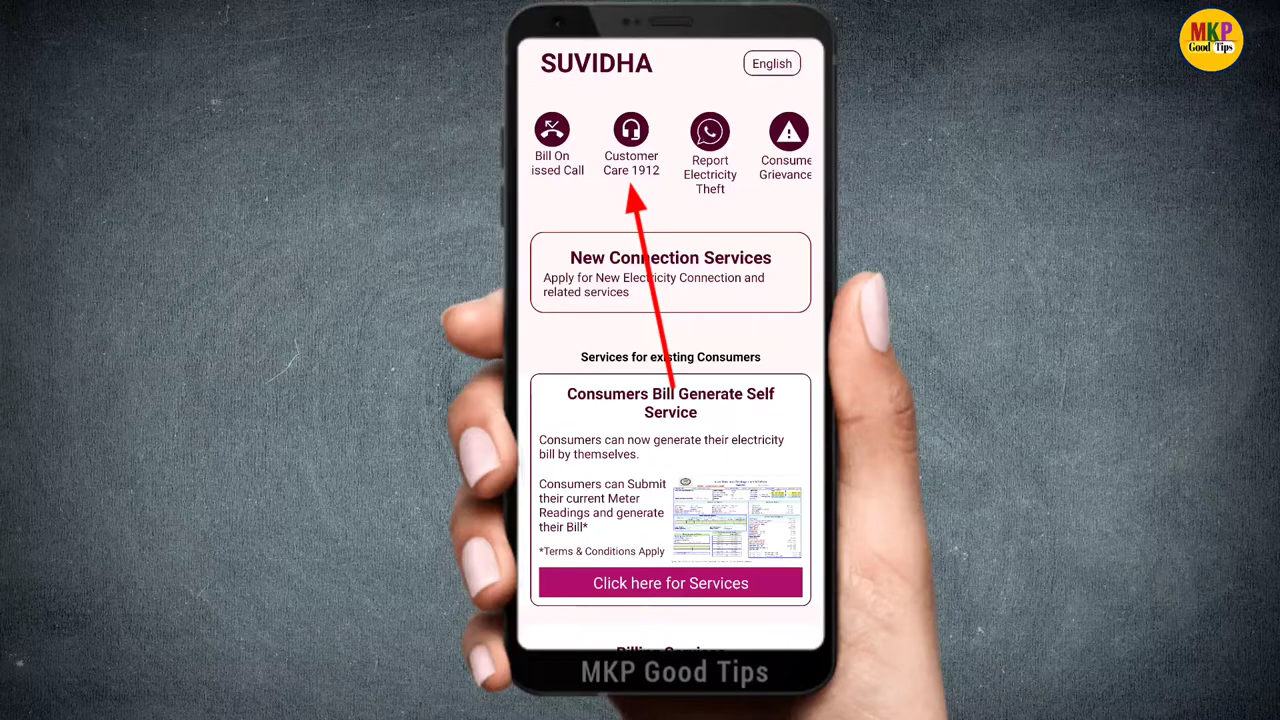 MKP
Good Tips
SUVIDHA
English
Bill On
issed Call
Customer
Care 1912
Report
Electricity
Theft
Consume
Grievance
New Connection Services
Apply for New Electricity Connection and
related services
Services for existing Consumers
Consumers Bill Generate Self
Service
Consumers can now generate their electricity
bill by themselves.
Consumers can Submit
their current Meter
Readings and generate
their Bill*
*Terms & Conditions Apply
Click here for Services
MKP Good Tips